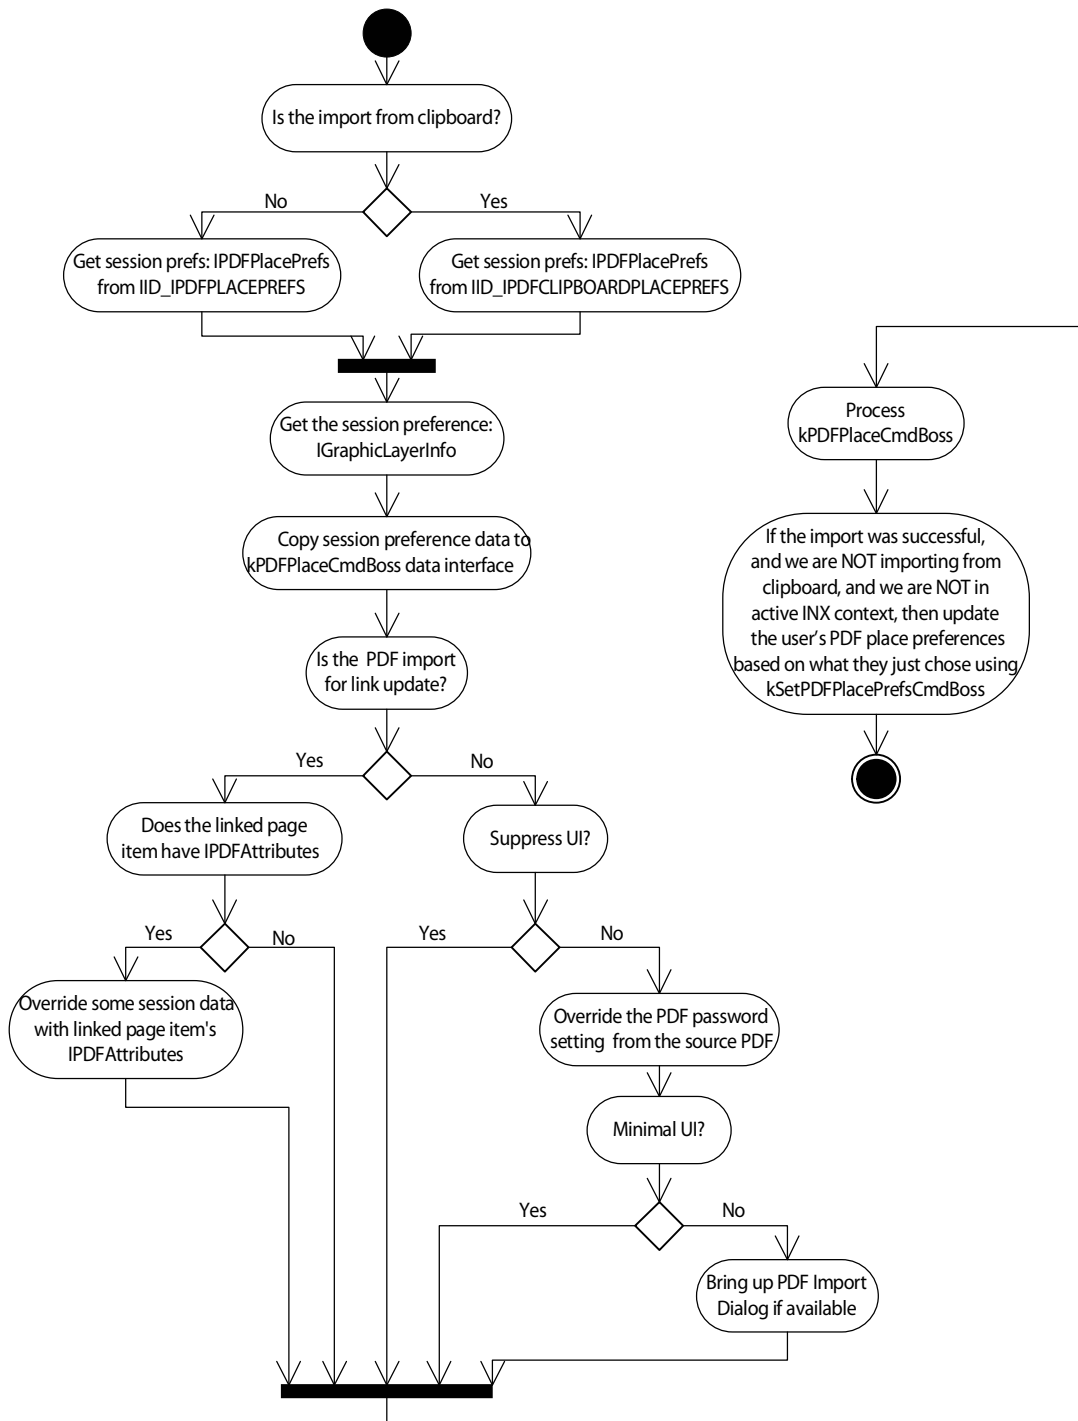 Is the import from clipboard?
No
Yes
Get session prefs: IPDFPlacePrefs
from IID_IPDFPLACEPREFS
Get session prefs: IPDFPlacePrefs
from IID_IPDFCLIPBOARDPLACEPREFS
Get the session preference:
IGraphicLayerInfo
Copy session preference data to
kPDFPlaceCmdBoss data interface
Is the PDF import
for link update?
Yes
No
Does the linked page
item have IPDFAttributes
Suppress UI?
Yes
No
Yes
No
Override some session data
with linked page item's
IPDFAttributes
Override the PDF password
setting from the source PDF
Minimal UI?
Yes
No
Bring up PDF Import
Dialog if available
Process
kPDFPlaceCmdBoss
If the import was successful,
and we are NOT importing from
clipboard, and we are NOT in
active INX context, then update
the user’s PDF place preferences
based on what they just chose using
kSetPDFPlacePrefsCmdBoss